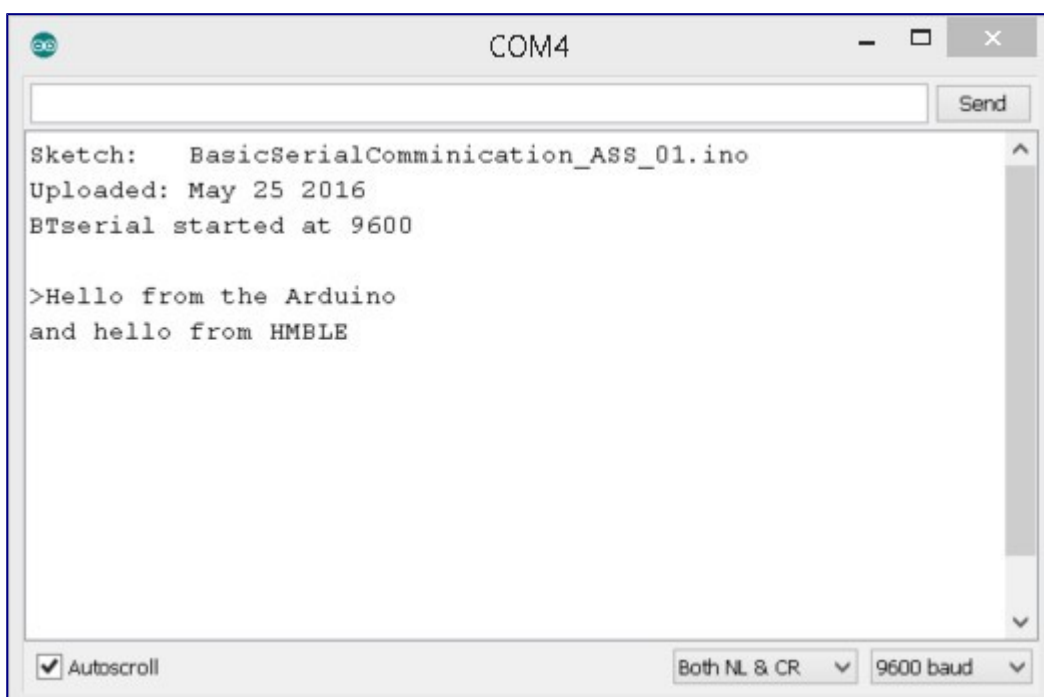 COM4
Send
Sketch:   BasicSerialComminication_ASS_01.ino
Uploaded: May 25 2016
BTserial started at 9600
>Hello from the Arduino
and hello from HMBLE
Autoscroll
Both NL & CR
9600 baud